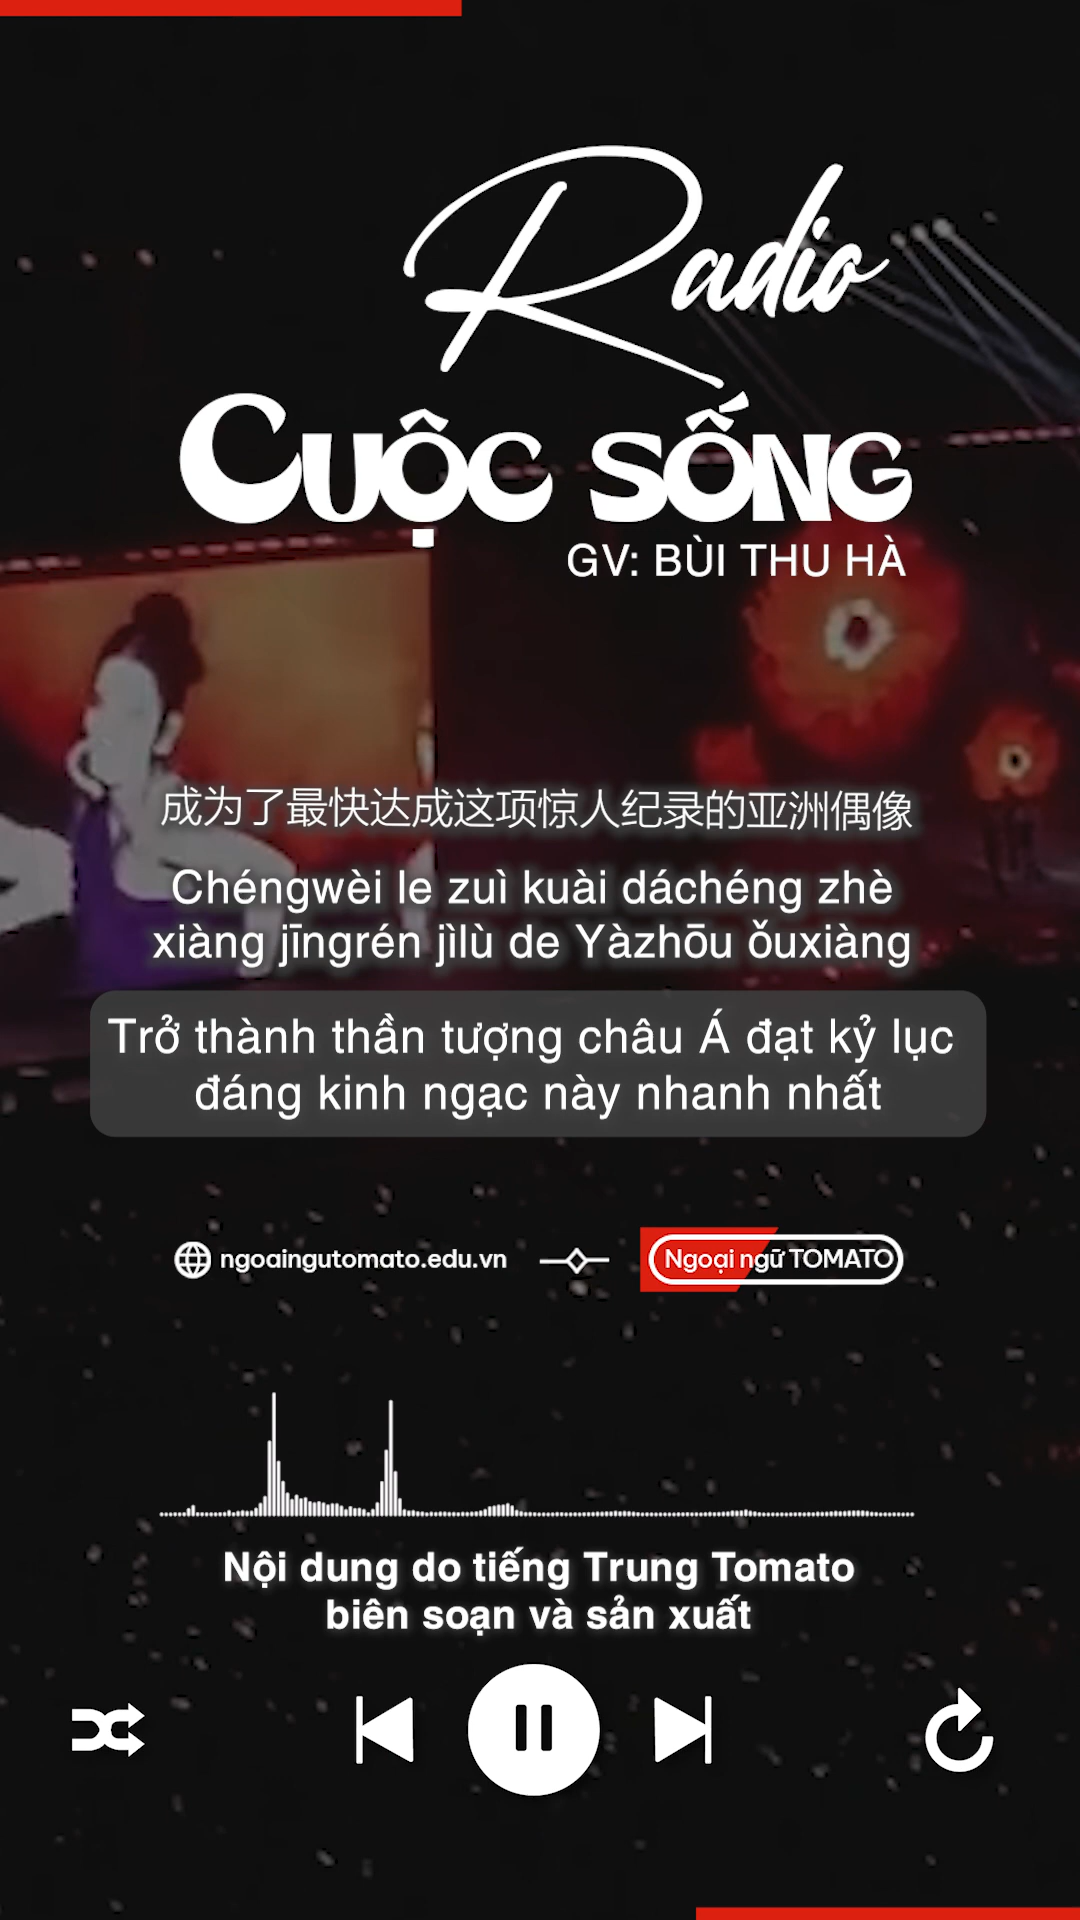 Radio
CUỘC SỐNG
GV: BÙI THU HÀ
成为了最快达成这项惊人纪录的亚洲偶像
Chéngwèi le zuì kuài dáchéng zhè
xiàng jīngrén jìlù de Yàzhōu ǒuxiàng
Trở thành thần tượng châu Á đạt kỷ lục
đáng kinh ngạc này nhanh nhất
ngoaingutomato.edu.vn
Ngoại ngữ TOMATO
Nội dung do tiếng Trung Tomato
biên soạn và sản xuất